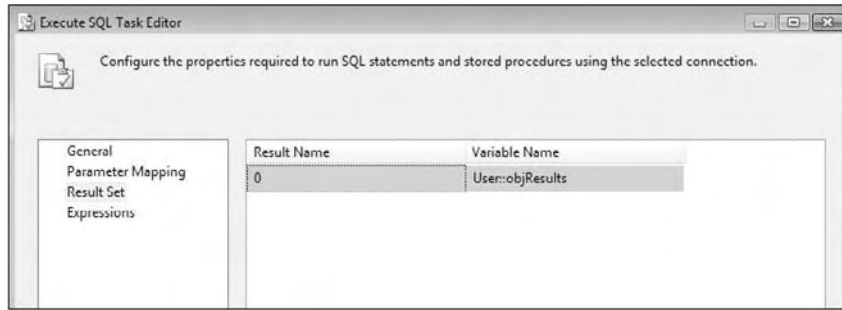 Execute SQL Task Editor
Configure the properties required to run SQL statements and stored procedures using the selected connection.
General
Parameter Mapping
Result Set
Expressions
Result Name Variable Name
0 User::objResults